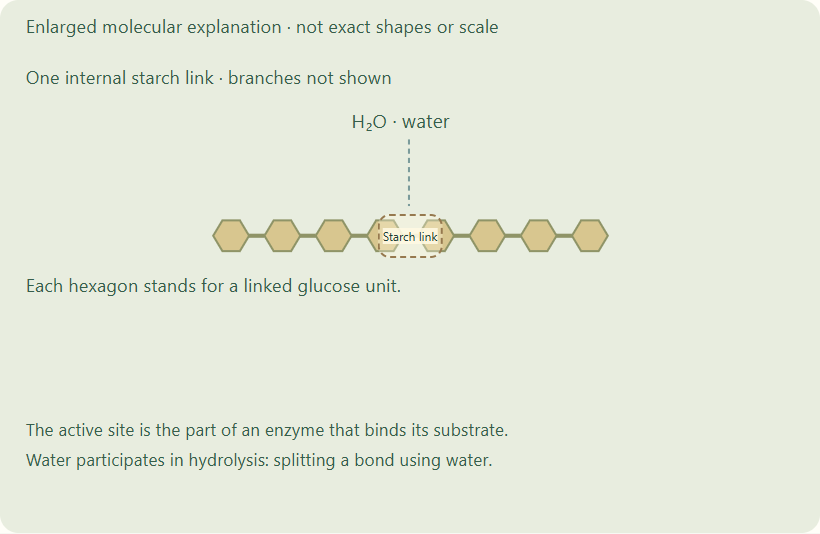 Enlarged molecular explanation · not exact shapes or scale
One internal starch link · branches not shown
H₂O · water
Starch link
Each hexagon stands for a linked glucose unit.
The active site is the part of an enzyme that binds its substrate.
Water participates in hydrolysis: splitting a bond using water.